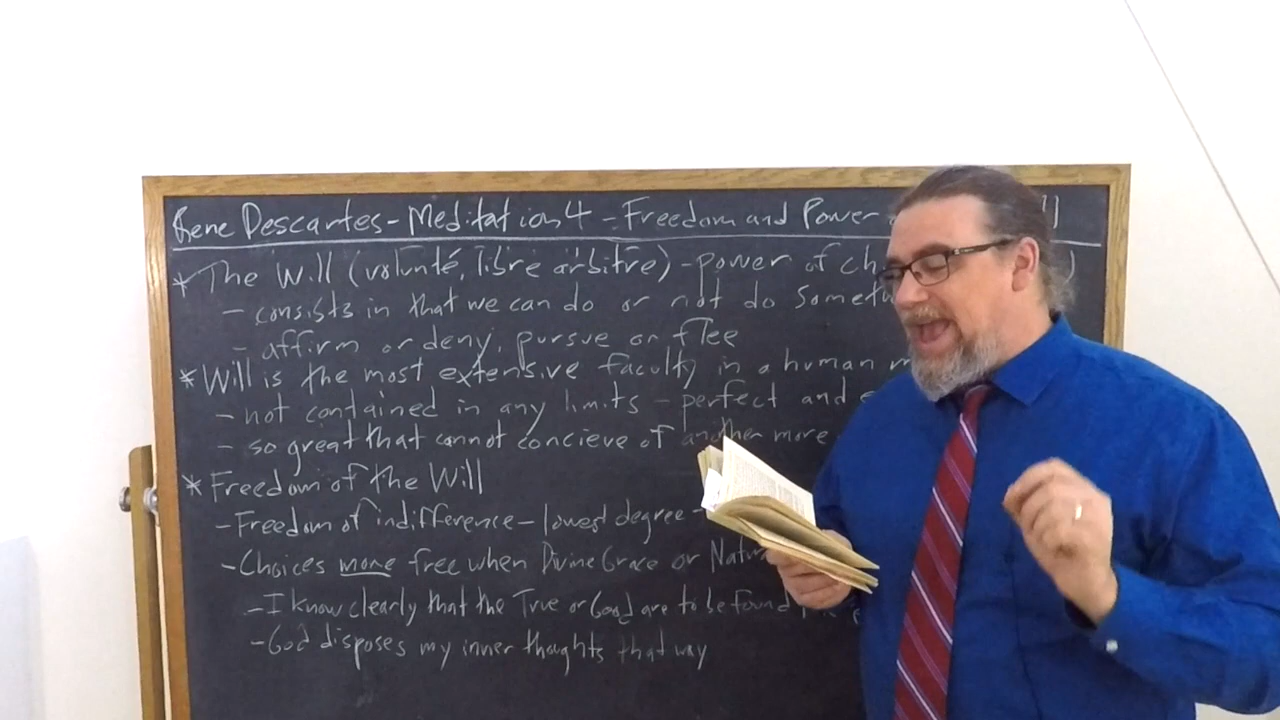 Rene Descartes - Meditation 4 - Freedom and Power
* The Will (volunté, libre arbitre) - power of
- consists in that we can do or not do
- affirm or deny, pursue or flee
* Will is the most extensive faculty in a human
- not contained in any limits - perfect and
- so great that cannot concieve of another more
* Freedom of the Will
- Freedom of indifference - lowest degree -
- Choices more free when Divine Grace or
- I know clearly that the True or Good are to be found
- God disposes my inner thoughts that way